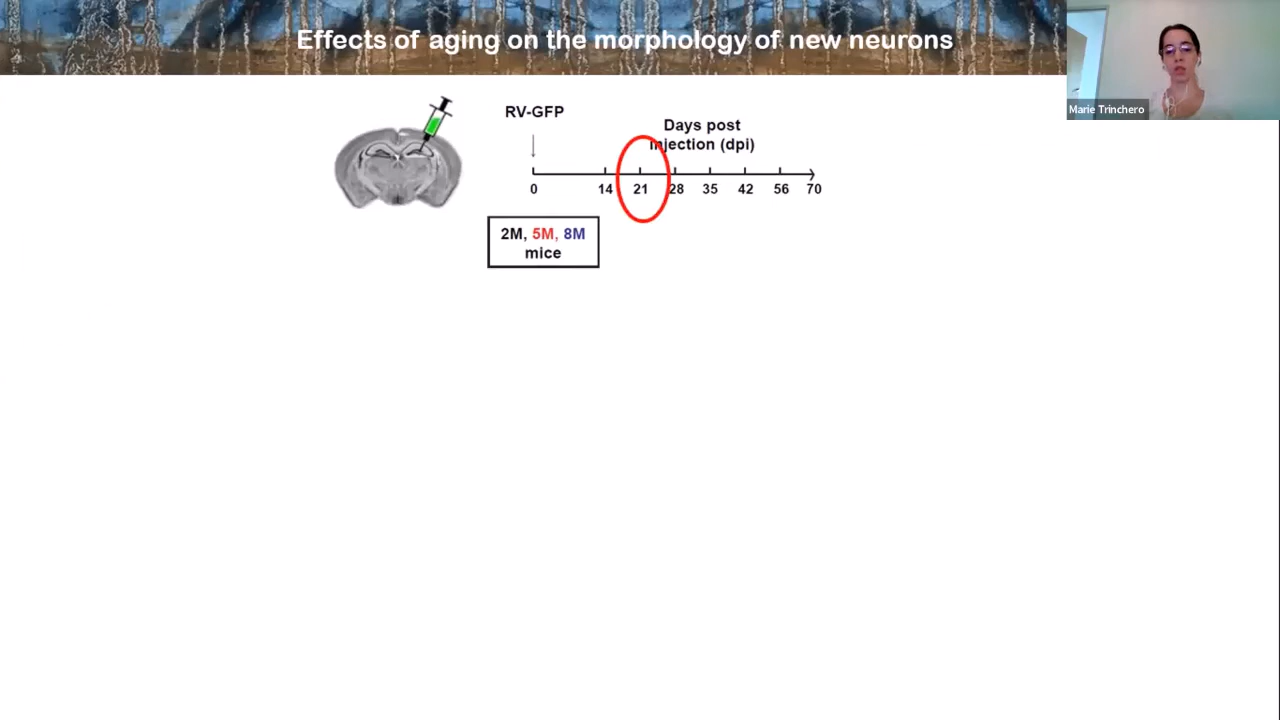 Effects of aging on the morphology of new neurons
Marie Trinchero
RV-GFP
Days post
injection (dpi)
0 14 21 28 35 42 56 70
2M, 5M, 8M
mice